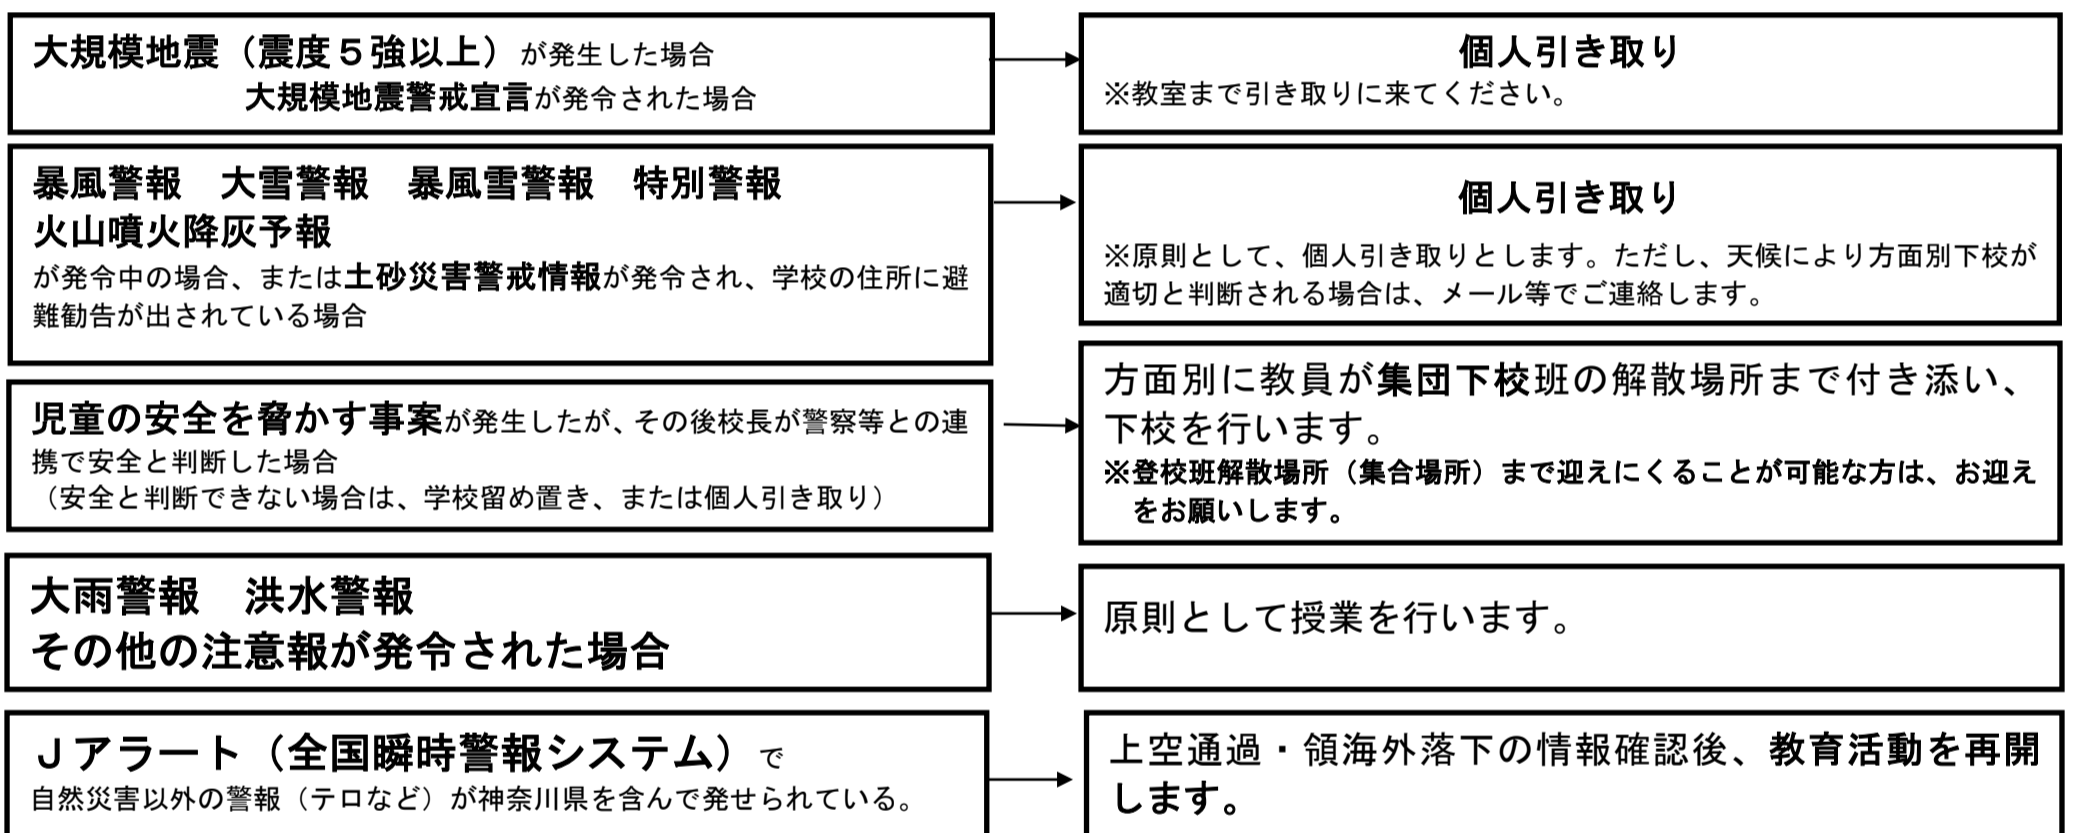 大規模地震（震度５強以上）が発生した場合
大規模地震警戒宣言が発令された場合
個人引き取り
※教室まで引き取りに来てください。
暴風警報　大雪警報　暴風雪警報　特別警報
火山噴火降灰予報
が発令中の場合、または土砂災害警戒情報が発令され、学校の住所に避
難勧告が出されている場合
個人引き取り
※原則として、個人引き取りとします。ただし、天候により方面別下校が
適切と判断される場合は、メール等でご連絡します。
児童の安全を脅かす事案が発生したが、その後校長が警察等との連
携で安全と判断した場合
（安全と判断できない場合は、学校留め置き、または個人引き取り）
方面別に教員が集団下校班の解散場所まで付き添い、
下校を行います。
※登校班解散場所（集合場所）まで迎えにくることが可能な方は、お迎え
をお願いします。
大雨警報　洪水警報
その他の注意報が発令された場合
原則として授業を行います。
Ｊアラート（全国瞬時警報システム）で
自然災害以外の警報（テロなど）が神奈川県を含んで発せられている。
上空通過・領海外落下の情報確認後、教育活動を再開
します。